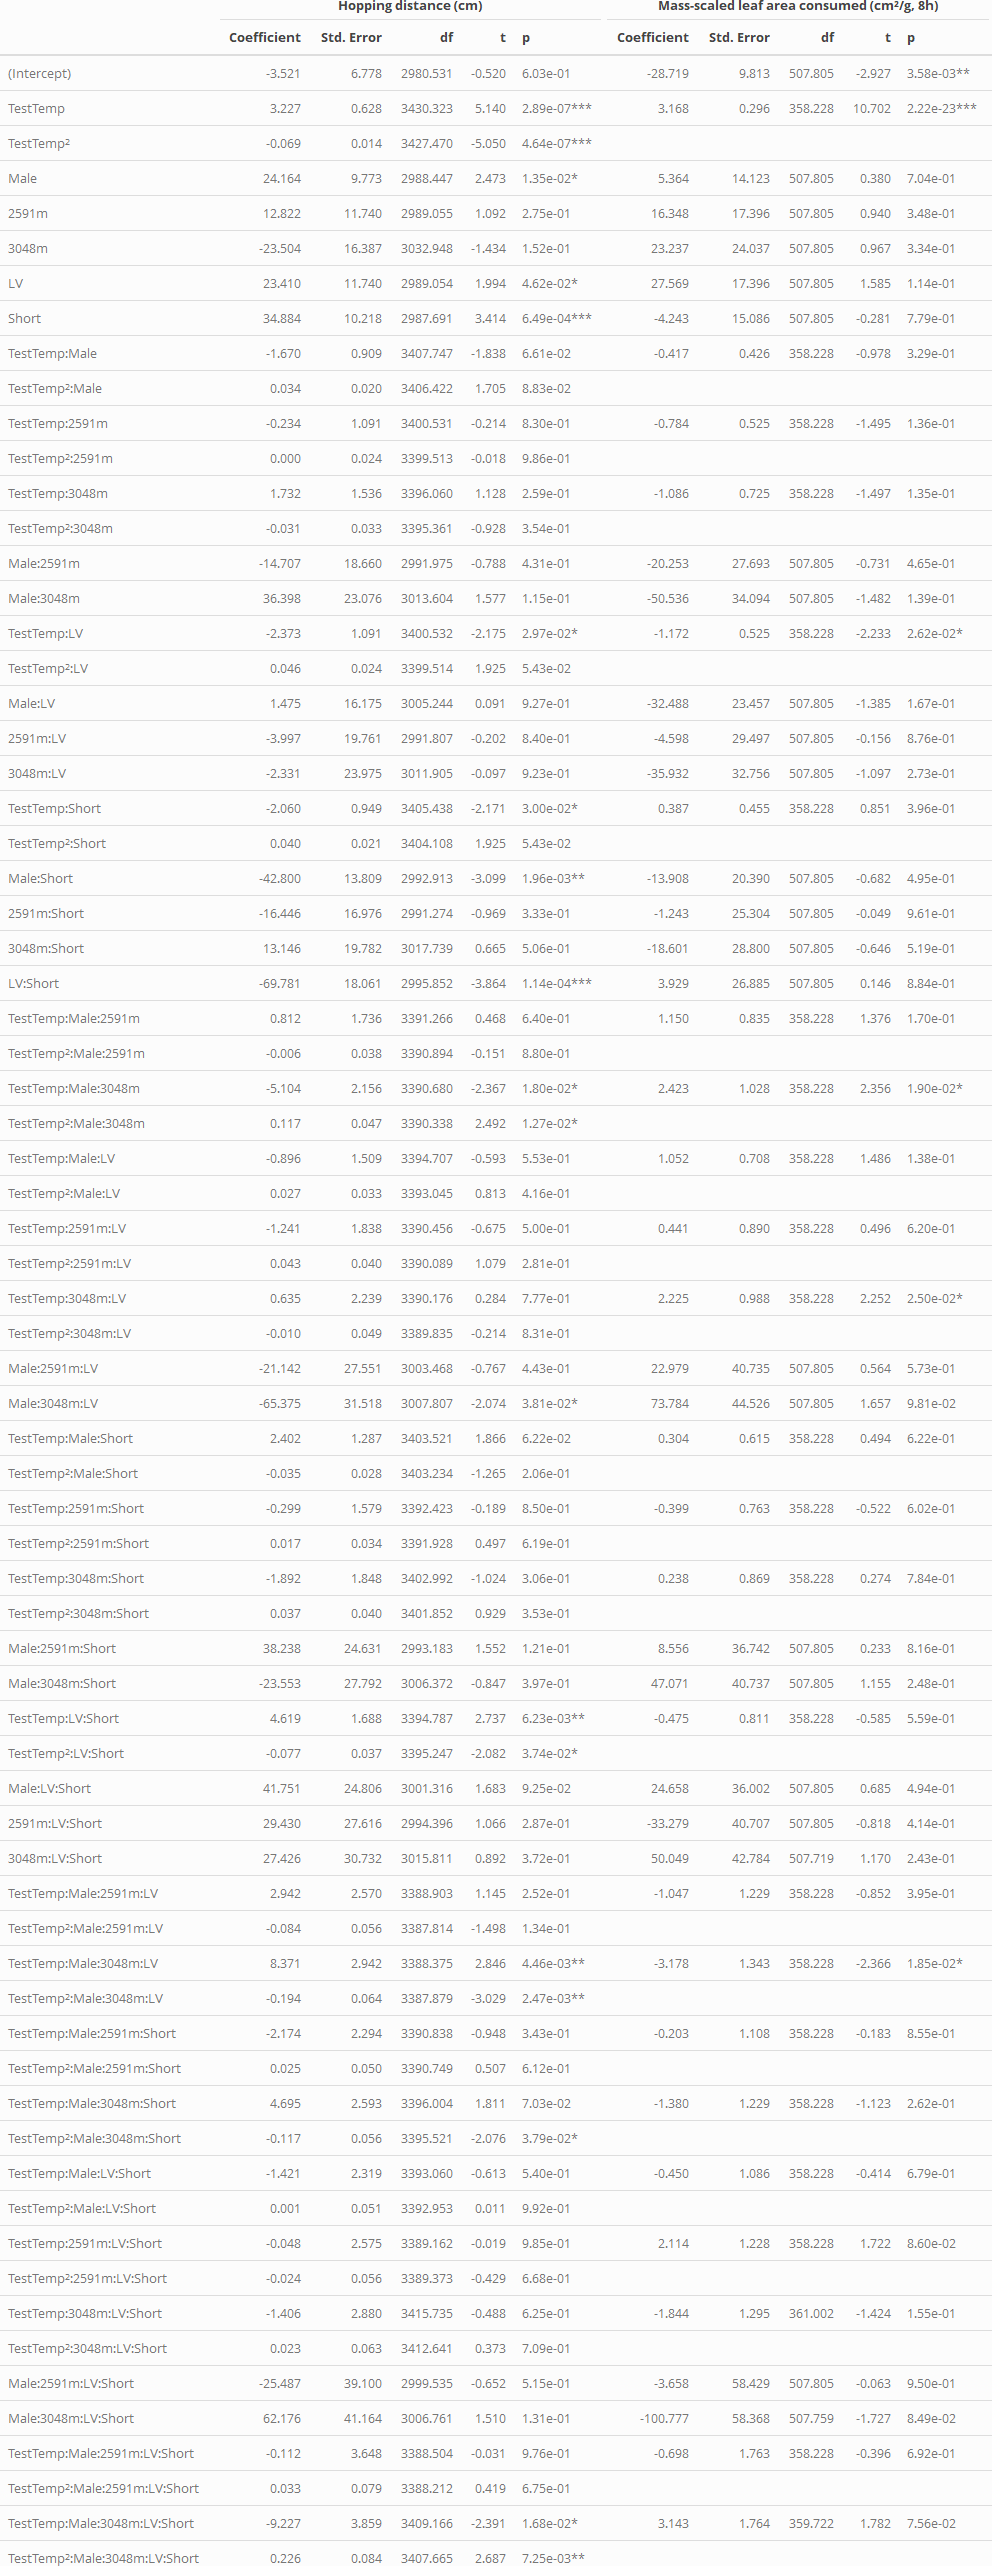 Hopping distance (cm) Mass-scaled leaf area consumed (cm²/g, 8h)
Coefficient Std. Error df t p Coefficient Std. Error df t p
(Intercept) -3.521 6.778 2980.531 -0.520 6.03e-01 -28.719 9.813 507.805 -2.927 3.58e-03**
TestTemp 3.227 0.628 3430.323 5.140 2.89e-07*** 3.168 0.296 358.228 10.702 2.22e-23***
TestTemp² -0.069 0.014 3427.470 -5.050 4.64e-07***
Male 24.164 9.773 2988.447 2.473 1.35e-02* 5.364 14.123 507.805 0.380 7.04e-01
2591m 12.822 11.740 2989.055 1.092 2.75e-01 16.348 17.396 507.805 0.940 3.48e-01
3048m -23.504 16.387 3032.948 -1.434 1.52e-01 23.237 24.037 507.805 0.967 3.34e-01
LV 23.410 11.740 2989.054 1.994 4.62e-02* 27.569 17.396 507.805 1.585 1.14e-01
Short 34.884 10.218 2987.691 3.414 6.49e-04*** -4.243 15.086 507.805 -0.281 7.79e-01
TestTemp:Male -1.670 0.909 3407.747 -1.838 6.61e-02 -0.417 0.426 358.228 -0.978 3.29e-01
TestTemp²:Male 0.034 0.020 3406.422 1.705 8.83e-02
TestTemp:2591m -0.234 1.091 3400.531 -0.214 8.30e-01 -0.784 0.525 358.228 -1.495 1.36e-01
TestTemp²:2591m 0.000 0.024 3399.513 -0.018 9.86e-01
TestTemp:3048m 1.732 1.536 3396.060 1.128 2.59e-01 -1.086 0.725 358.228 -1.497 1.35e-01
TestTemp²:3048m -0.031 0.033 3395.361 -0.928 3.54e-01
Male:2591m -14.707 18.660 2991.975 -0.788 4.31e-01 -20.253 27.693 507.805 -0.731 4.65e-01
Male:3048m 36.398 23.076 3013.604 1.577 1.15e-01 -50.536 34.094 507.805 -1.482 1.39e-01
TestTemp:LV -2.373 1.091 3400.532 -2.175 2.97e-02* -1.172 0.525 358.228 -2.233 2.62e-02*
TestTemp²:LV 0.046 0.024 3399.514 1.925 5.43e-02
Male:LV 1.475 16.175 3005.244 0.091 9.27e-01 -32.488 23.457 507.805 -1.385 1.67e-01
2591m:LV -3.997 19.761 2991.807 -0.202 8.40e-01 -4.598 29.497 507.805 -0.156 8.76e-01
3048m:LV -2.331 23.975 3011.905 -0.097 9.23e-01 -35.932 32.756 507.805 -1.097 2.73e-01
TestTemp:Short -2.060 0.949 3405.438 -2.171 3.00e-02* 0.387 0.455 358.228 0.851 3.96e-01
TestTemp²:Short 0.040 0.021 3404.108 1.925 5.43e-02
Male:Short -42.800 13.809 2992.913 -3.099 1.96e-03** -13.908 20.390 507.805 -0.682 4.95e-01
2591m:Short -16.446 16.976 2991.274 -0.969 3.33e-01 -1.243 25.304 507.805 -0.049 9.61e-01
3048m:Short 13.146 19.782 3017.739 0.665 5.06e-01 -18.601 28.800 507.805 -0.646 5.19e-01
LV:Short -69.781 18.061 2995.852 -3.864 1.14e-04*** 3.929 26.885 507.805 0.146 8.84e-01
TestTemp:Male:2591m 0.812 1.736 3391.266 0.468 6.40e-01 1.150 0.835 358.228 1.376 1.70e-01
TestTemp²:Male:2591m -0.006 0.038 3390.894 -0.151 8.80e-01
TestTemp:Male:3048m -5.104 2.156 3390.680 -2.367 1.80e-02* 2.423 1.028 358.228 2.356 1.90e-02*
TestTemp²:Male:3048m 0.117 0.047 3390.338 2.492 1.27e-02*
TestTemp:Male:LV -0.896 1.509 3394.707 -0.593 5.53e-01 1.052 0.708 358.228 1.486 1.38e-01
TestTemp²:Male:LV 0.027 0.033 3393.045 0.813 4.16e-01
TestTemp:2591m:LV -1.241 1.838 3390.456 -0.675 5.00e-01 0.441 0.890 358.228 0.496 6.20e-01
TestTemp²:2591m:LV 0.043 0.040 3390.089 1.079 2.81e-01
TestTemp:3048m:LV 0.635 2.239 3390.176 0.284 7.77e-01 2.225 0.988 358.228 2.252 2.50e-02*
TestTemp²:3048m:LV -0.010 0.049 3389.835 -0.214 8.31e-01
Male:2591m:LV -21.142 27.551 3003.468 -0.767 4.43e-01 22.979 40.735 507.805 0.564 5.73e-01
Male:3048m:LV -65.375 31.518 3007.807 -2.074 3.81e-02* 73.784 44.526 507.805 1.657 9.81e-02
TestTemp:Male:Short 2.402 1.287 3403.521 1.866 6.22e-02 0.304 0.615 358.228 0.494 6.22e-01
TestTemp²:Male:Short -0.035 0.028 3403.234 -1.265 2.06e-01
TestTemp:2591m:Short -0.299 1.579 3392.423 -0.189 8.50e-01 -0.399 0.763 358.228 -0.522 6.02e-01
TestTemp²:2591m:Short 0.017 0.034 3391.928 0.497 6.19e-01
TestTemp:3048m:Short -1.892 1.848 3402.992 -1.024 3.06e-01 0.238 0.869 358.228 0.274 7.84e-01
TestTemp²:3048m:Short 0.037 0.040 3401.852 0.929 3.53e-01
Male:2591m:Short 38.238 24.631 2993.183 1.552 1.21e-01 8.556 36.742 507.805 0.233 8.16e-01
Male:3048m:Short -23.553 27.792 3006.372 -0.847 3.97e-01 47.071 40.737 507.805 1.155 2.48e-01
TestTemp:LV:Short 4.619 1.688 3394.787 2.737 6.23e-03** -0.475 0.811 358.228 -0.585 5.59e-01
TestTemp²:LV:Short -0.077 0.037 3395.247 -2.082 3.74e-02*
Male:LV:Short 41.751 24.806 3001.316 1.683 9.25e-02 24.658 36.002 507.805 0.685 4.94e-01
2591m:LV:Short 29.430 27.616 2994.396 1.066 2.87e-01 -33.279 40.707 507.805 -0.818 4.14e-01
3048m:LV:Short 27.426 30.732 3015.811 0.892 3.72e-01 50.049 42.784 507.719 1.170 2.43e-01
TestTemp:Male:2591m:LV 2.942 2.570 3388.903 1.145 2.52e-01 -1.047 1.229 358.228 -0.852 3.95e-01
TestTemp²:Male:2591m:LV -0.084 0.056 3387.814 -1.498 1.34e-01
TestTemp:Male:3048m:LV 8.371 2.942 3388.375 2.846 4.46e-03** -3.178 1.343 358.228 -2.366 1.85e-02*
TestTemp²:Male:3048m:LV -0.194 0.064 3387.879 -3.029 2.47e-03**
TestTemp:Male:2591m:Short -2.174 2.294 3390.838 -0.948 3.43e-01 -0.203 1.108 358.228 -0.183 8.55e-01
TestTemp²:Male:2591m:Short 0.025 0.050 3390.749 0.507 6.12e-01
TestTemp:Male:3048m:Short 4.695 2.593 3396.004 1.811 7.03e-02 -1.380 1.229 358.228 -1.123 2.62e-01
TestTemp²:Male:3048m:Short -0.117 0.056 3395.521 -2.076 3.79e-02*
TestTemp:Male:LV:Short -1.421 2.319 3393.060 -0.613 5.40e-01 -0.450 1.086 358.228 -0.414 6.79e-01
TestTemp²:Male:LV:Short 0.001 0.051 3392.953 0.011 9.92e-01
TestTemp:2591m:LV:Short -0.048 2.575 3389.162 -0.019 9.85e-01 2.114 1.228 358.228 1.722 8.60e-02
TestTemp²:2591m:LV:Short -0.024 0.056 3389.373 -0.429 6.68e-01
TestTemp:3048m:LV:Short -1.406 2.880 3415.735 -0.488 6.25e-01 -1.844 1.295 361.002 -1.424 1.55e-01
TestTemp²:3048m:LV:Short 0.023 0.063 3412.641 0.373 7.09e-01
Male:2591m:LV:Short -25.487 39.100 2999.535 -0.652 5.15e-01 -3.658 58.429 507.805 -0.063 9.50e-01
Male:3048m:LV:Short 62.176 41.164 3006.761 1.510 1.31e-01 -100.777 58.368 507.759 -1.727 8.49e-02
TestTemp:Male:2591m:LV:Short -0.112 3.648 3388.504 -0.031 9.76e-01 -0.698 1.763 358.228 -0.396 6.92e-01
TestTemp²:Male:2591m:LV:Short 0.033 0.079 3388.212 0.419 6.75e-01
TestTemp:Male:3048m:LV:Short -9.227 3.859 3409.166 -2.391 1.68e-02* 3.143 1.764 359.722 1.782 7.56e-02
TestTemp²:Male:3048m:LV:Short 0.226 0.084 3407.665 2.687 7.25e-03**